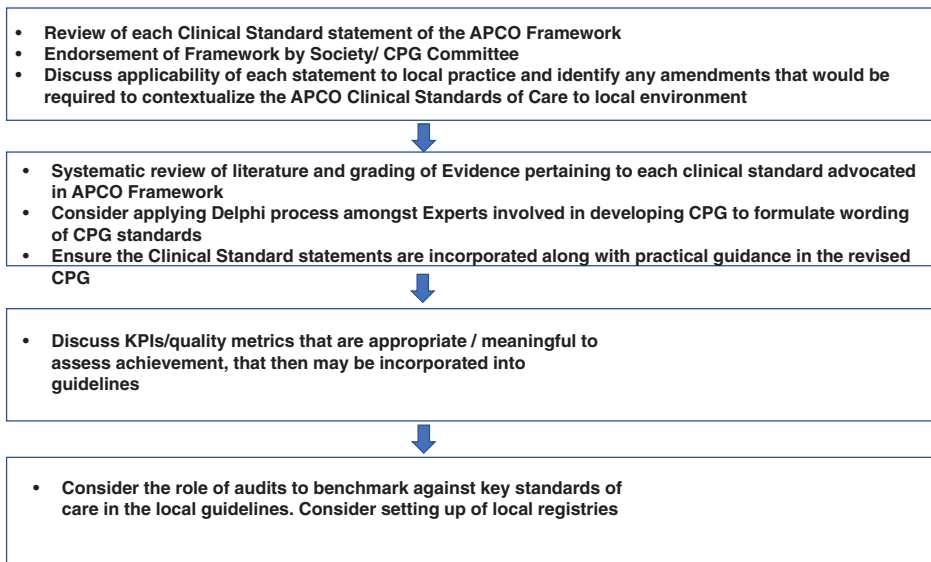 • Review of each Clinical Standard statement of the APCO Framework
• Endorsement of Framework by Society/ CPG Committee
• Discuss applicability of each statement to local practice and identify any amendments that would be
required to contextualize the APCO Clinical Standards of Care to local environment
• Systematic review of literature and grading of Evidence pertaining to each clinical standard advocated
in APCO Framework
• Consider applying Delphi process amongst Experts involved in developing CPG to formulate wording
of CPG standards
• Ensure the Clinical Standard statements are incorporated along with practical guidance in the revised
CPG
• Discuss KPIs/quality metrics that are appropriate / meaningful to
assess achievement, that then may be incorporated into
guidelines
• Consider the role of audits to benchmark against key standards of
care in the local guidelines. Consider setting up of local registries